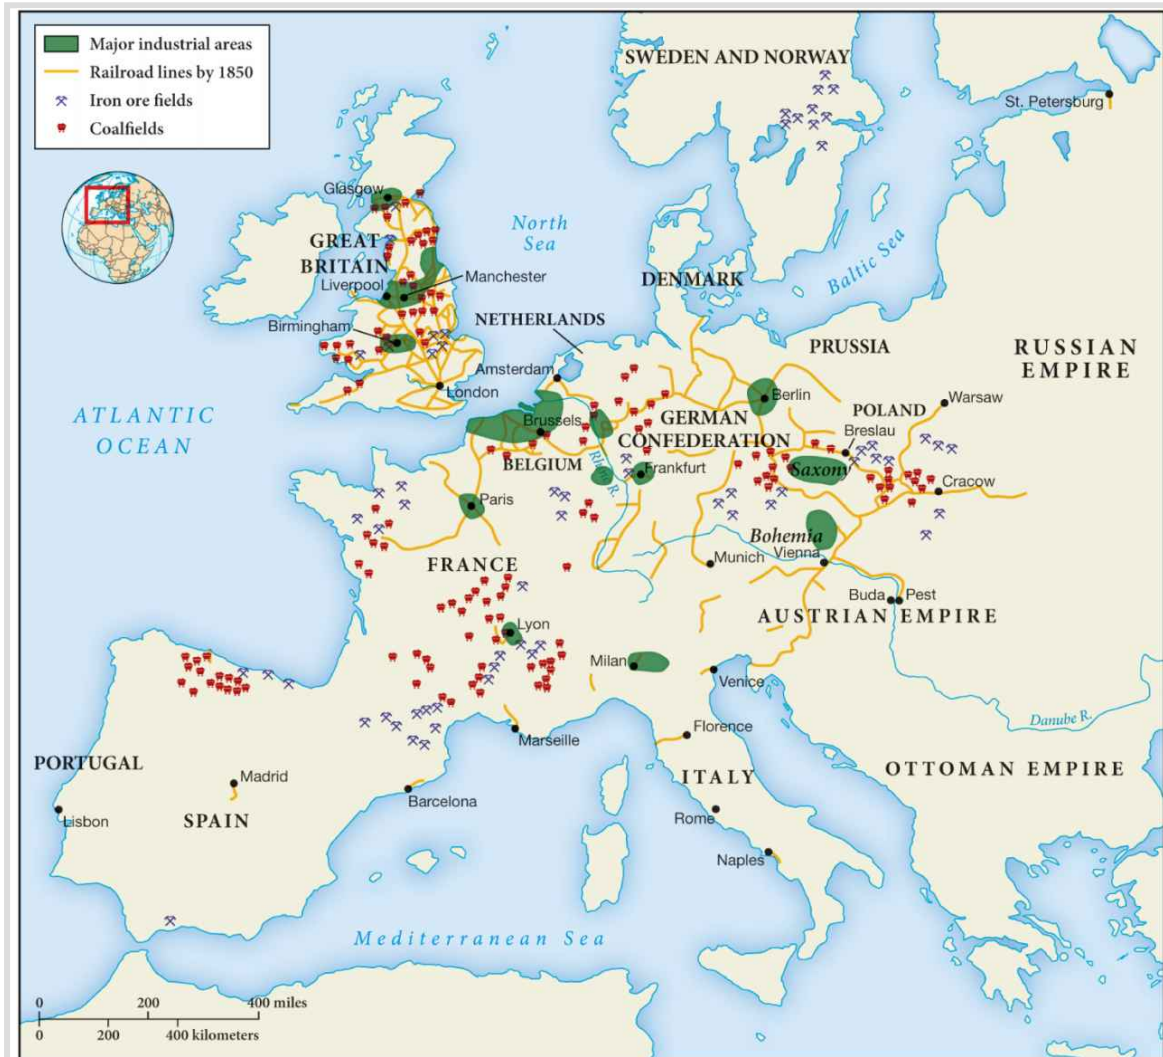 Major industrial areas
Railroad lines by 1850
Iron ore fields
Coalfields
SWEDEN AND NORWAY
St. Petersburg
Glasgow
North
Sea
GREAT
BRITAIN
Manchester
Liverpool
DENMARK
Baltic Sea
Birmingham
NETHERLANDS
PRUSSIA
RUSSIAN
EMPIRE
Amsterdam
London
Berlin
Warsaw
ATLANTIC
OCEAN
Brussels
GERMAN
CONFEDERATION
POLAND
Breslau
BELGIUM
Rhine R.
Frankfurt
Saxony
Cracow
Paris
Bohemia
Munich
Vienna
FRANCE
Buda
Pest
AUSTRIAN EMPIRE
Lyon
Milan
Venice
Danube R.
Florence
Marseille
PORTUGAL
Madrid
ITALY
OTTOMAN EMPIRE
Barcelona
Lisbon
SPAIN
Rome
Naples
Mediterranean Sea
0 200 400 miles
0 200 400 kilometers